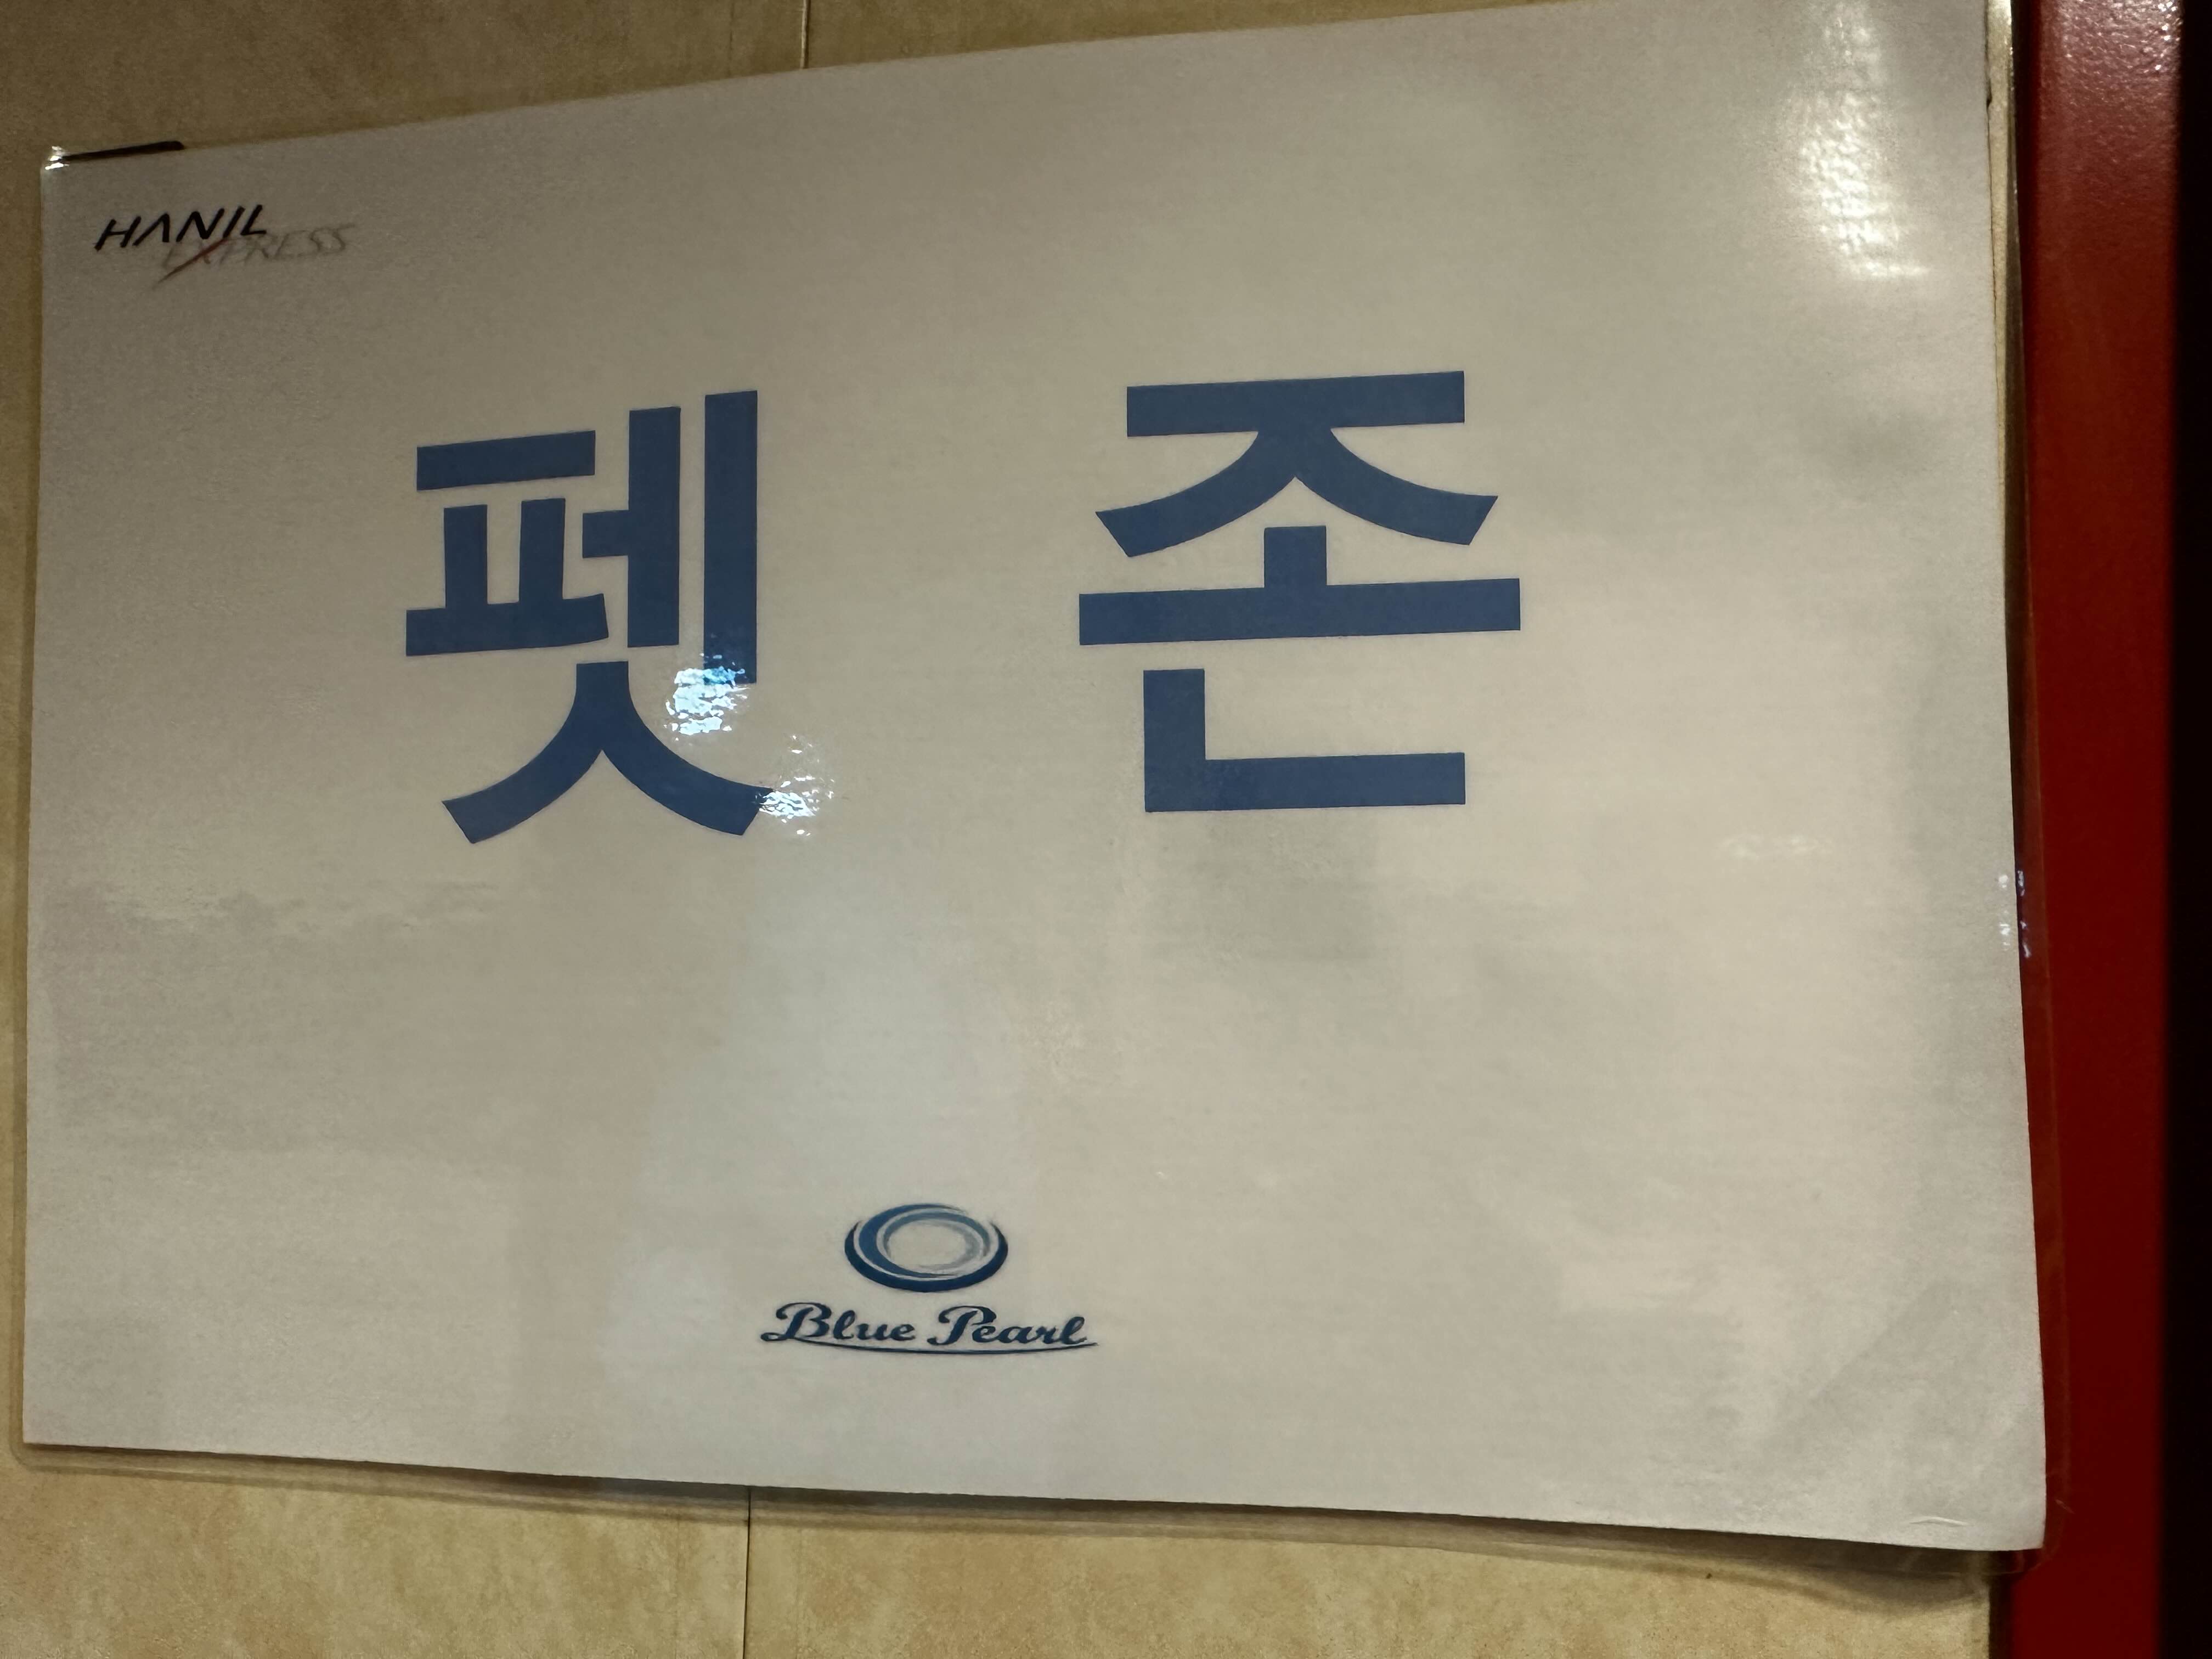 HANIL
EXPRESS
펫 존
Blue Pearl